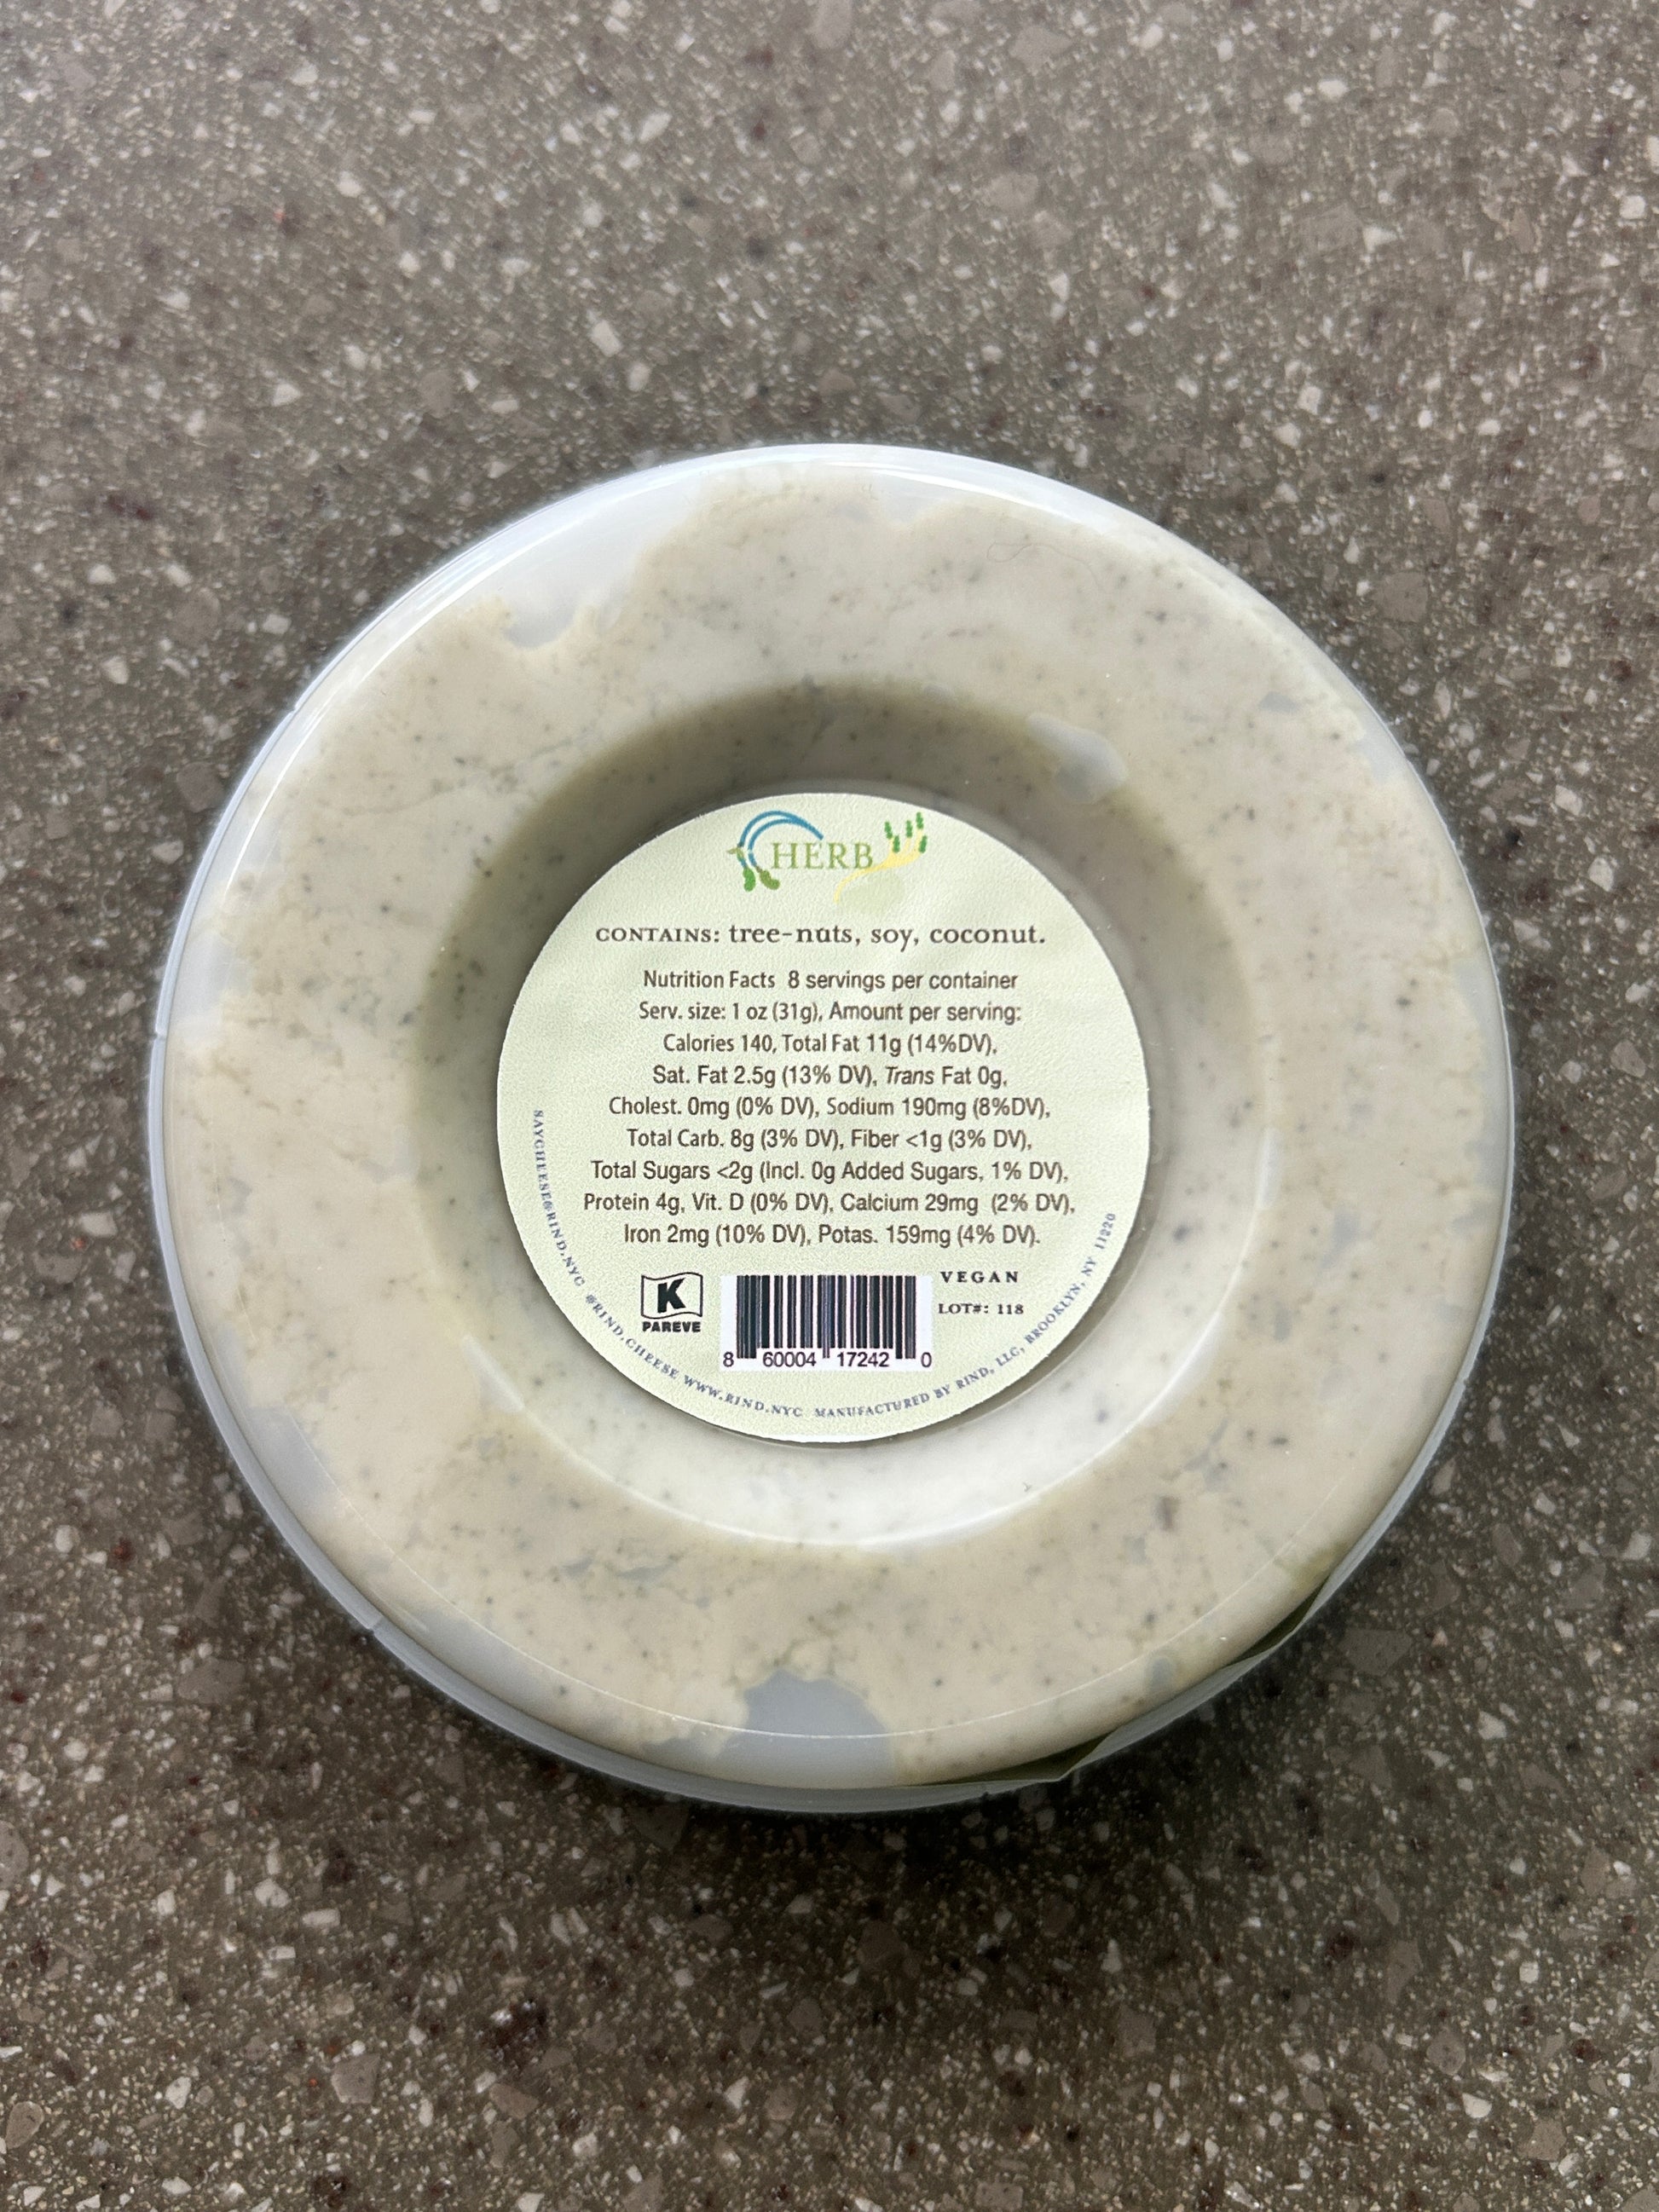 HERB
CONTAINS: tree-nuts, soy, coconut.
Nutrition Facts 8 servings per container
Serv. size: 1 oz (31g), Amount per serving:
Calories 140, Total Fat 11g (14%DV),
Sat. Fat 2.5g (13% DV), Trans Fat 0g,
Cholest. 0mg (0% DV), Sodium 190mg (8%DV),
Total Carb. 8g (3% DV), Fiber <1g (3% DV),
Total Sugars <2g (Incl. 0g Added Sugars, 1% DV),
Protein 4g, Vit. D (0% DV), Calcium 29mg (2% DV),
Iron 2mg (10% DV), Potas. 159mg (4% DV).
K
PAREVE
8 60004 17242 0
VEGAN
LOT#: 118
SAYCHEESE@RIND.NYC @RIND.CHEESE WWW.RIND.NYC MANUFACTURED BY RIND, LLC, BROOKLYN, NY 11220